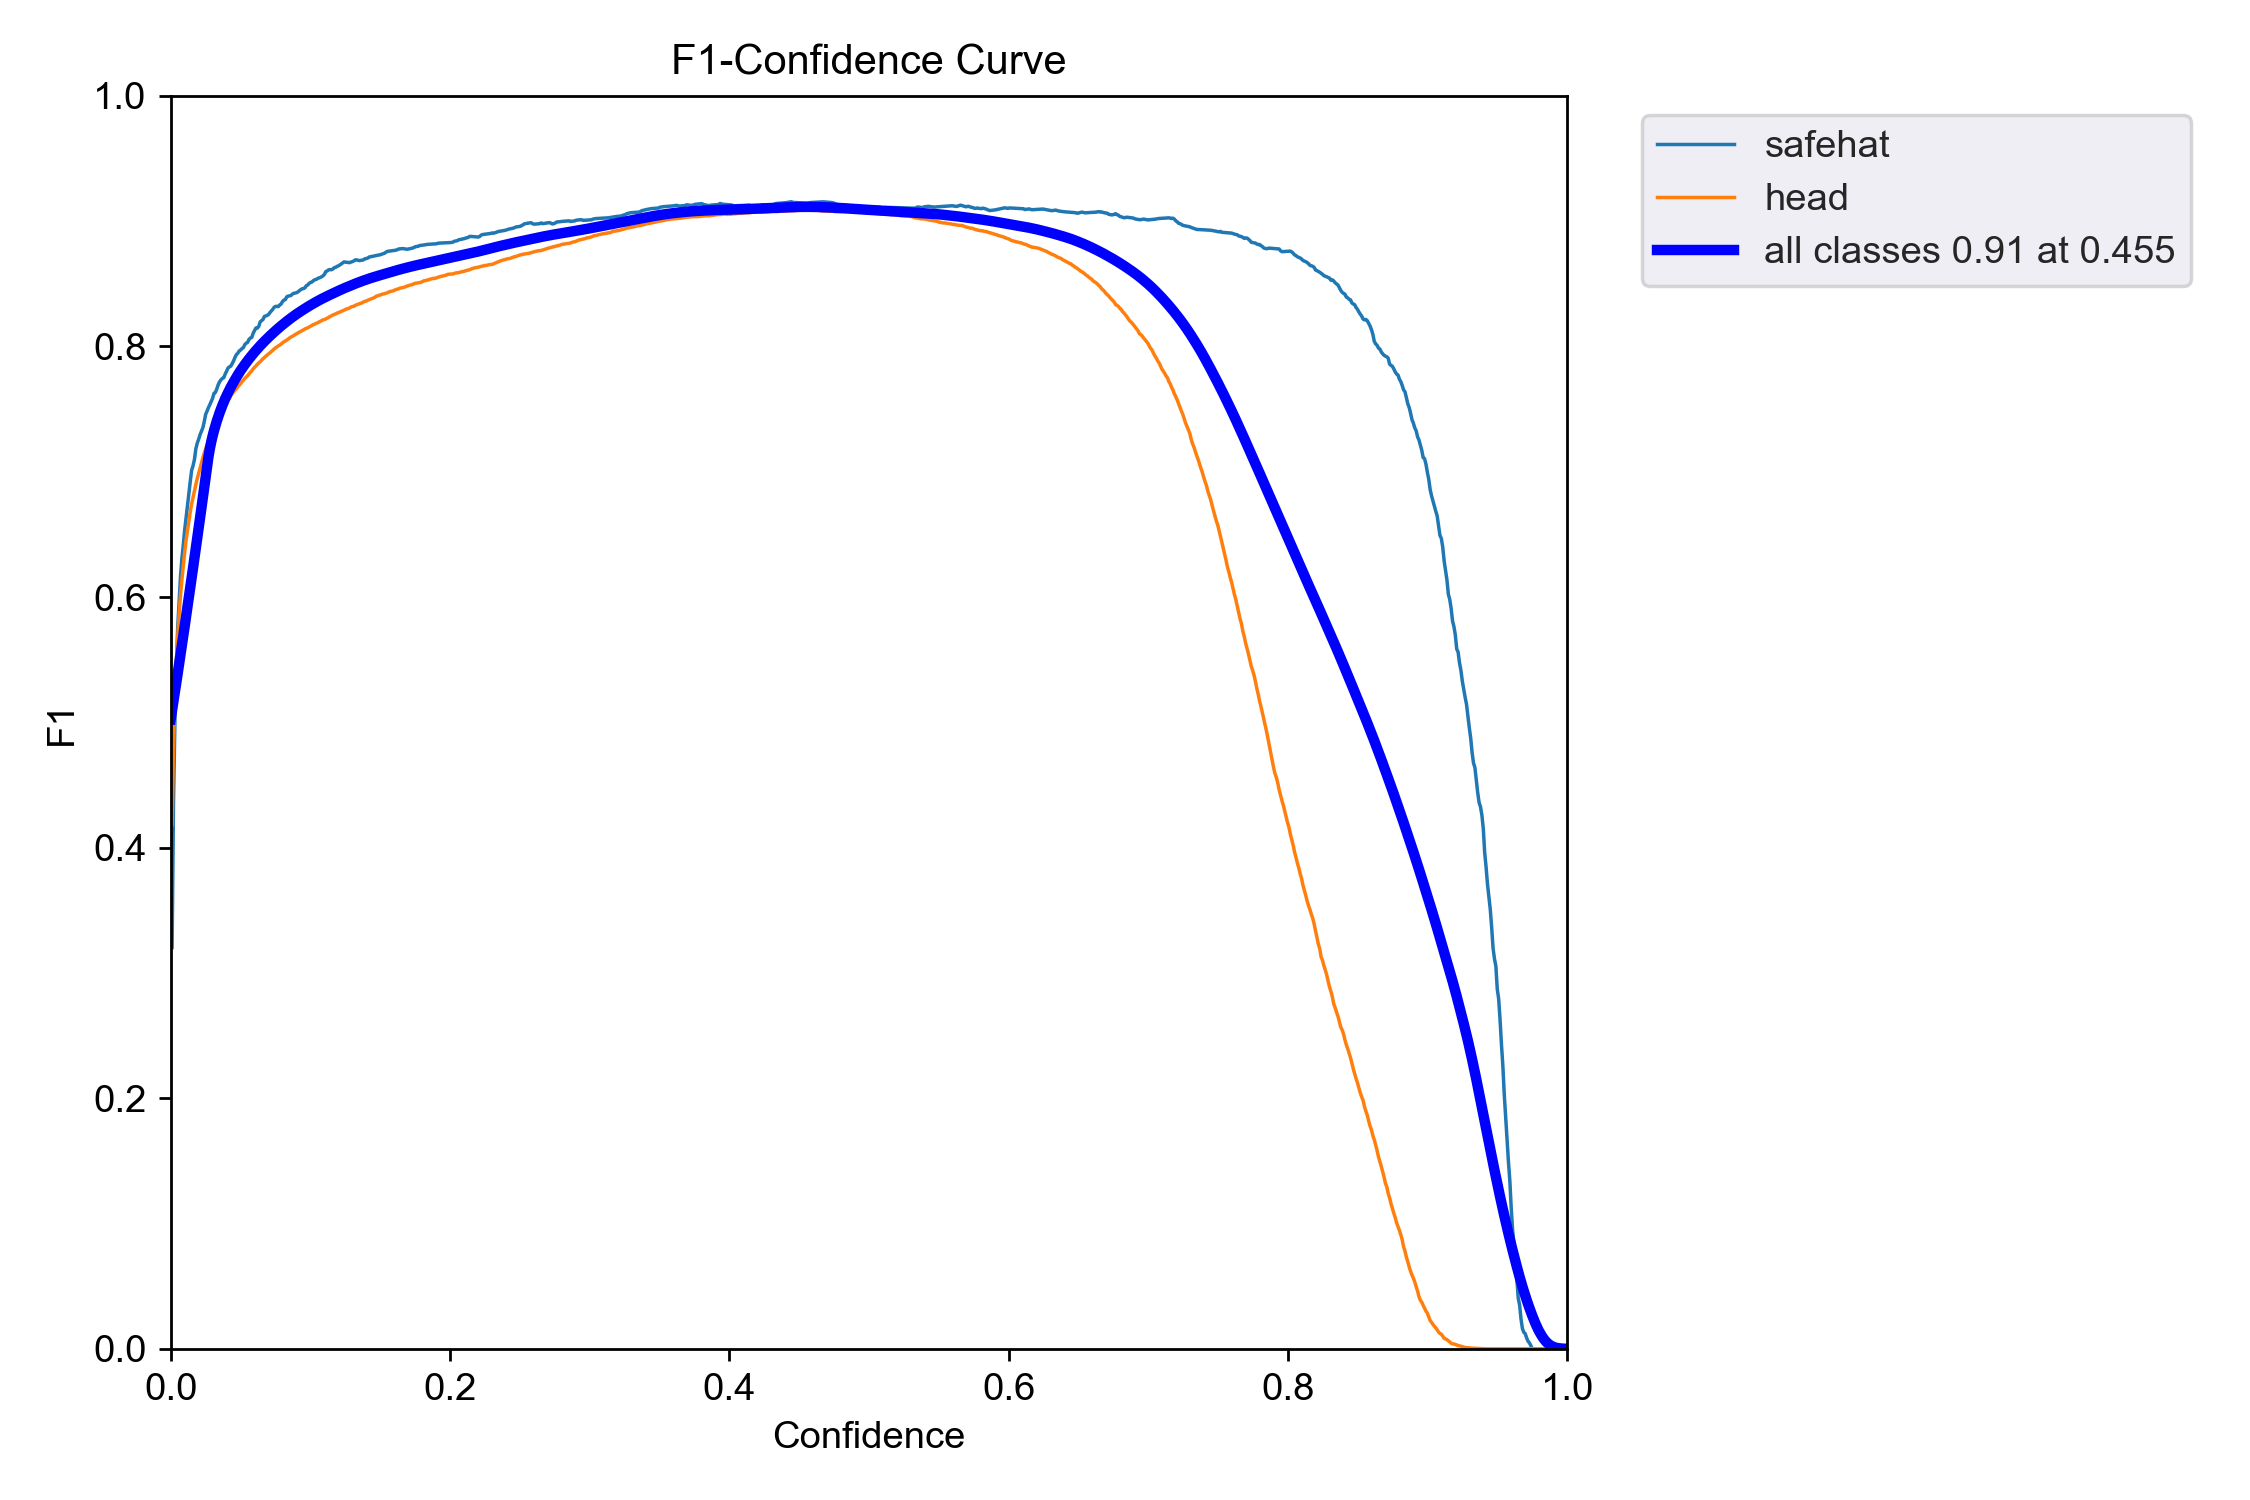 F1-Confidence Curve
1.0
0.8
0.6
0.4
0.2
0.0
F1
0.0 0.2 0.4 0.6 0.8 1.0
Confidence
safehat
head
all classes 0.91 at 0.455